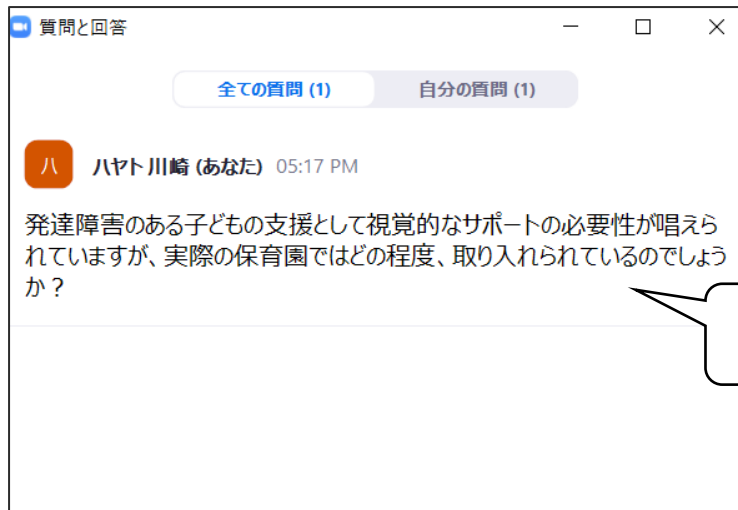 質問と回答
全ての質問 (1) 自分の質問 (1)
ハ ハヤト 川崎 (あなた) 05:17 PM
発達障害のある子どもの支援として視覚的なサポートの必要性が唱えら
れていますが、実際の保育園ではどの程度、取り入れられているのでしょう
か？